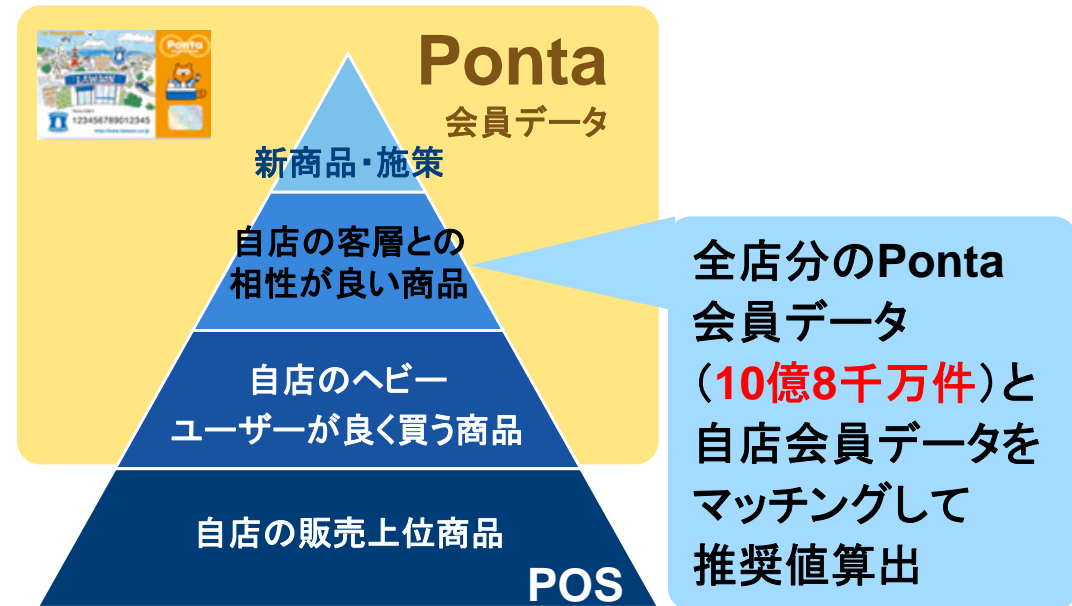 Ponta
会員データ
Ponta
LAWSON
123456789012345
新商品・施策
自店の客層との
相性が良い商品
自店のヘビー
ユーザーが良く買う商品
自店の販売上位商品
POS
全店分のPonta
会員データ
（10億8千万件）と
自店会員データを
マッチングして
推奨値算出